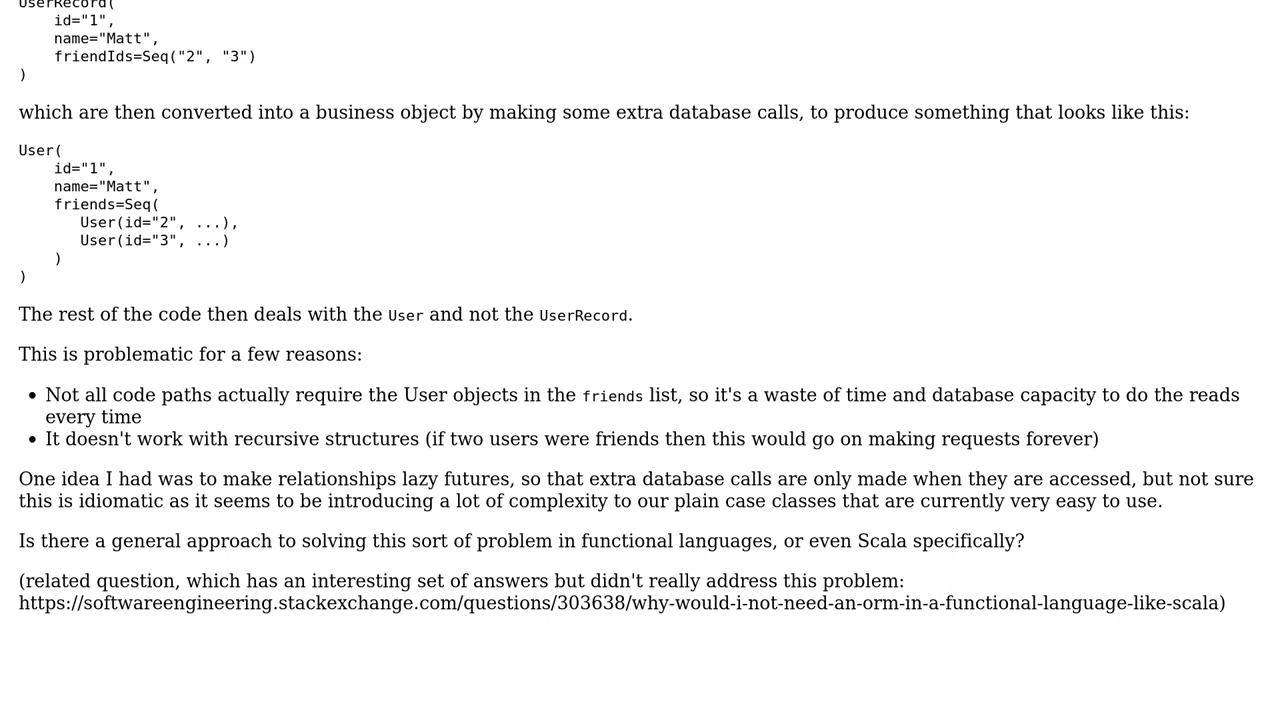 UserRecord(
    id="1",
    name="Matt",
    friendIds=Seq("2", "3")
)
which are then converted into a business object by making some extra database calls, to produce something that looks like this:
User(
    id="1",
    name="Matt",
    friends=Seq(
       User(id="2", ...),
       User(id="3", ...)
    )
)
The rest of the code then deals with the User and not the UserRecord.
This is problematic for a few reasons:
• Not all code paths actually require the User objects in the friends list, so it's a waste of time and database capacity to do the reads
every time
• It doesn't work with recursive structures (if two users were friends then this would go on making requests forever)
One idea I had was to make relationships lazy futures, so that extra database calls are only made when they are accessed, but not sure
this is idiomatic as it seems to be introducing a lot of complexity to our plain case classes that are currently very easy to use.
Is there a general approach to solving this sort of problem in functional languages, or even Scala specifically?
(related question, which has an interesting set of answers but didn't really address this problem:
https://softwareengineering.stackexchange.com/questions/303638/why-would-i-not-need-an-orm-in-a-functional-language-like-scala)